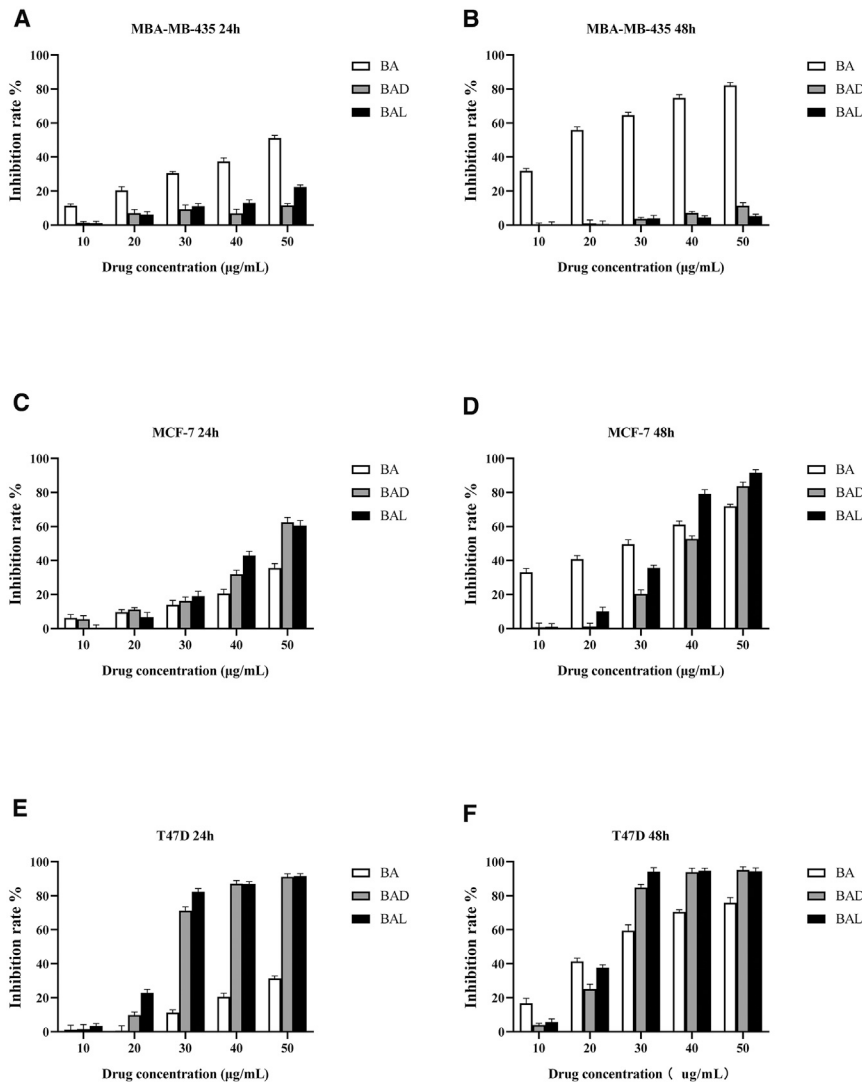 A
MBA-MB-435 24h
Inhibition rate %
100
80
60
40
20
0
10 20 30 40 50
Drug concentration (μg/mL)
BA
BAD
BAL
B
MBA-MB-435 48h
Inhibition rate %
100
80
60
40
20
0
10 20 30 40 50
Drug concentration (μg/mL)
BA
BAD
BAL
C
MCF-7 24h
Inhibition rate %
100
80
60
40
20
0
10 20 30 40 50
Drug concentration (μg/mL)
BA
BAD
BAL
D
MCF-7 48h
Inhibition rate %
100
80
60
40
20
0
10 20 30 40 50
Drug concentration (μg/mL)
BA
BAD
BAL
E
T47D 24h
Inhibition rate %
100
80
60
40
20
0
10 20 30 40 50
Drug concentration (μg/mL)
BA
BAD
BAL
F
T47D 48h
Inhibition rate %
100
80
60
40
20
0
10 20 30 40 50
Drug concentration（ ug/mL）
BA
BAD
BAL